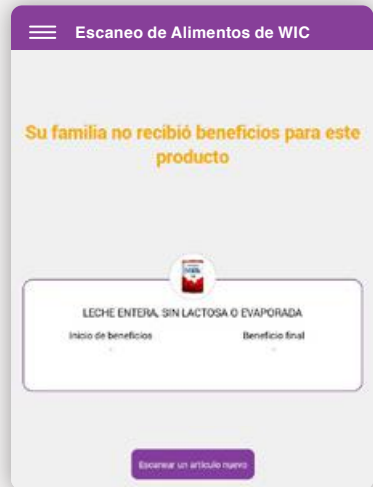 Escaneo de Alimentos de WIC
Su familia no recibió beneficios para este
producto
LECHE ENTERA, SIN LACTOSA O EVAPORADA
Inicio de beneficios
Beneficio final
-
-
Escanear un artículo nuevo